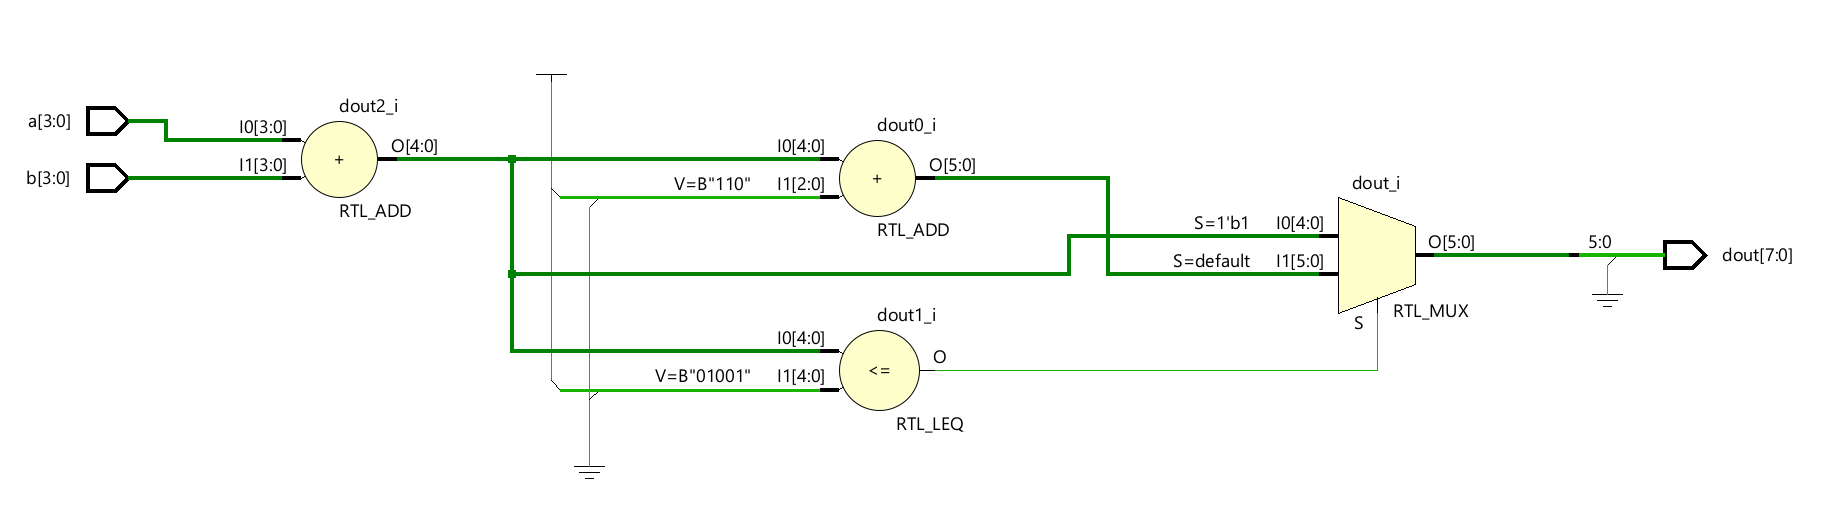 a[3:0]
b[3:0]
I0[3:0]
I1[3:0]
dout2_i
+
RTL_ADD
O[4:0]
dout0_i
I0[4:0]
V=B"110" I1[2:0]
+
RTL_ADD
O[5:0]
dout1_i
I0[4:0]
V=B"01001" I1[4:0]
<=
RTL_LEQ
O
dout_i
S=1'b1 I0[4:0]
S=default I1[5:0]
S
RTL_MUX
O[5:0]
5:0
dout[7:0]